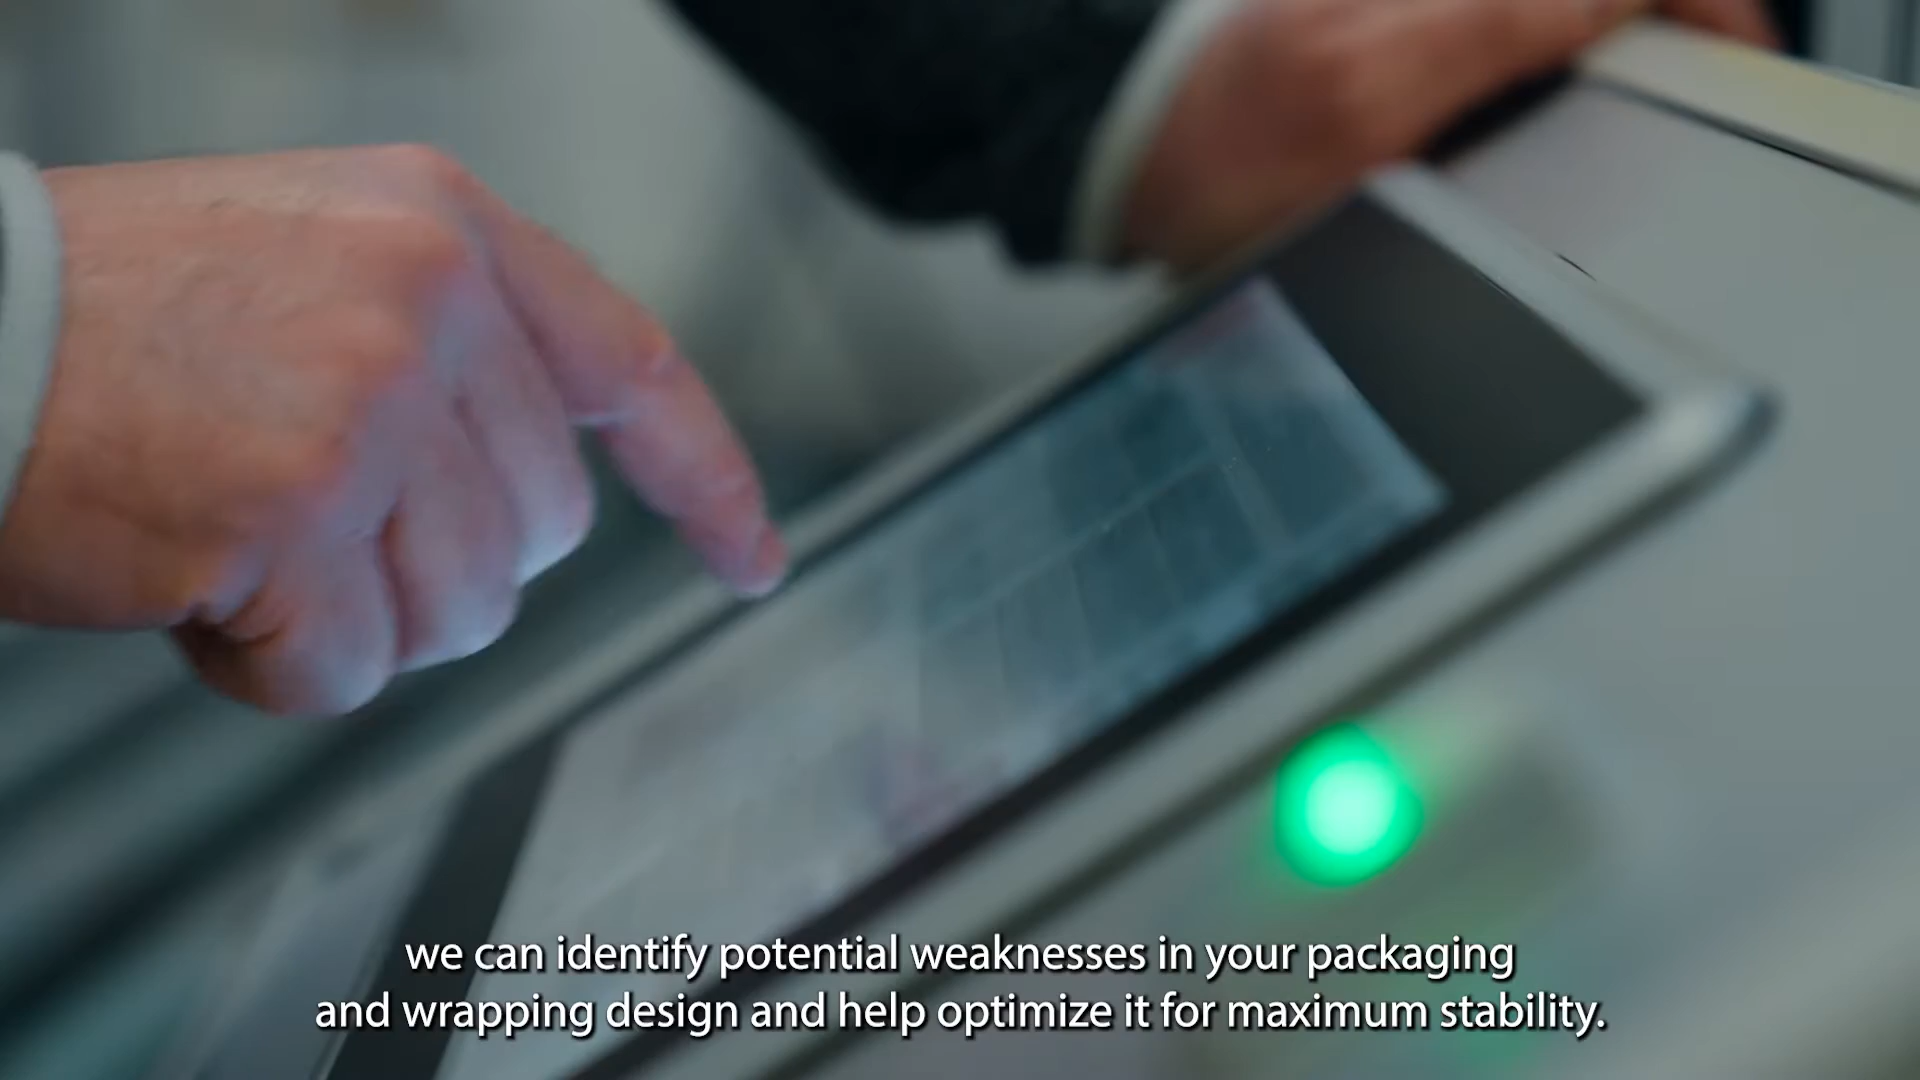 we can identify potential weaknesses in your packaging
and wrapping design and help optimize it for maximum stability.